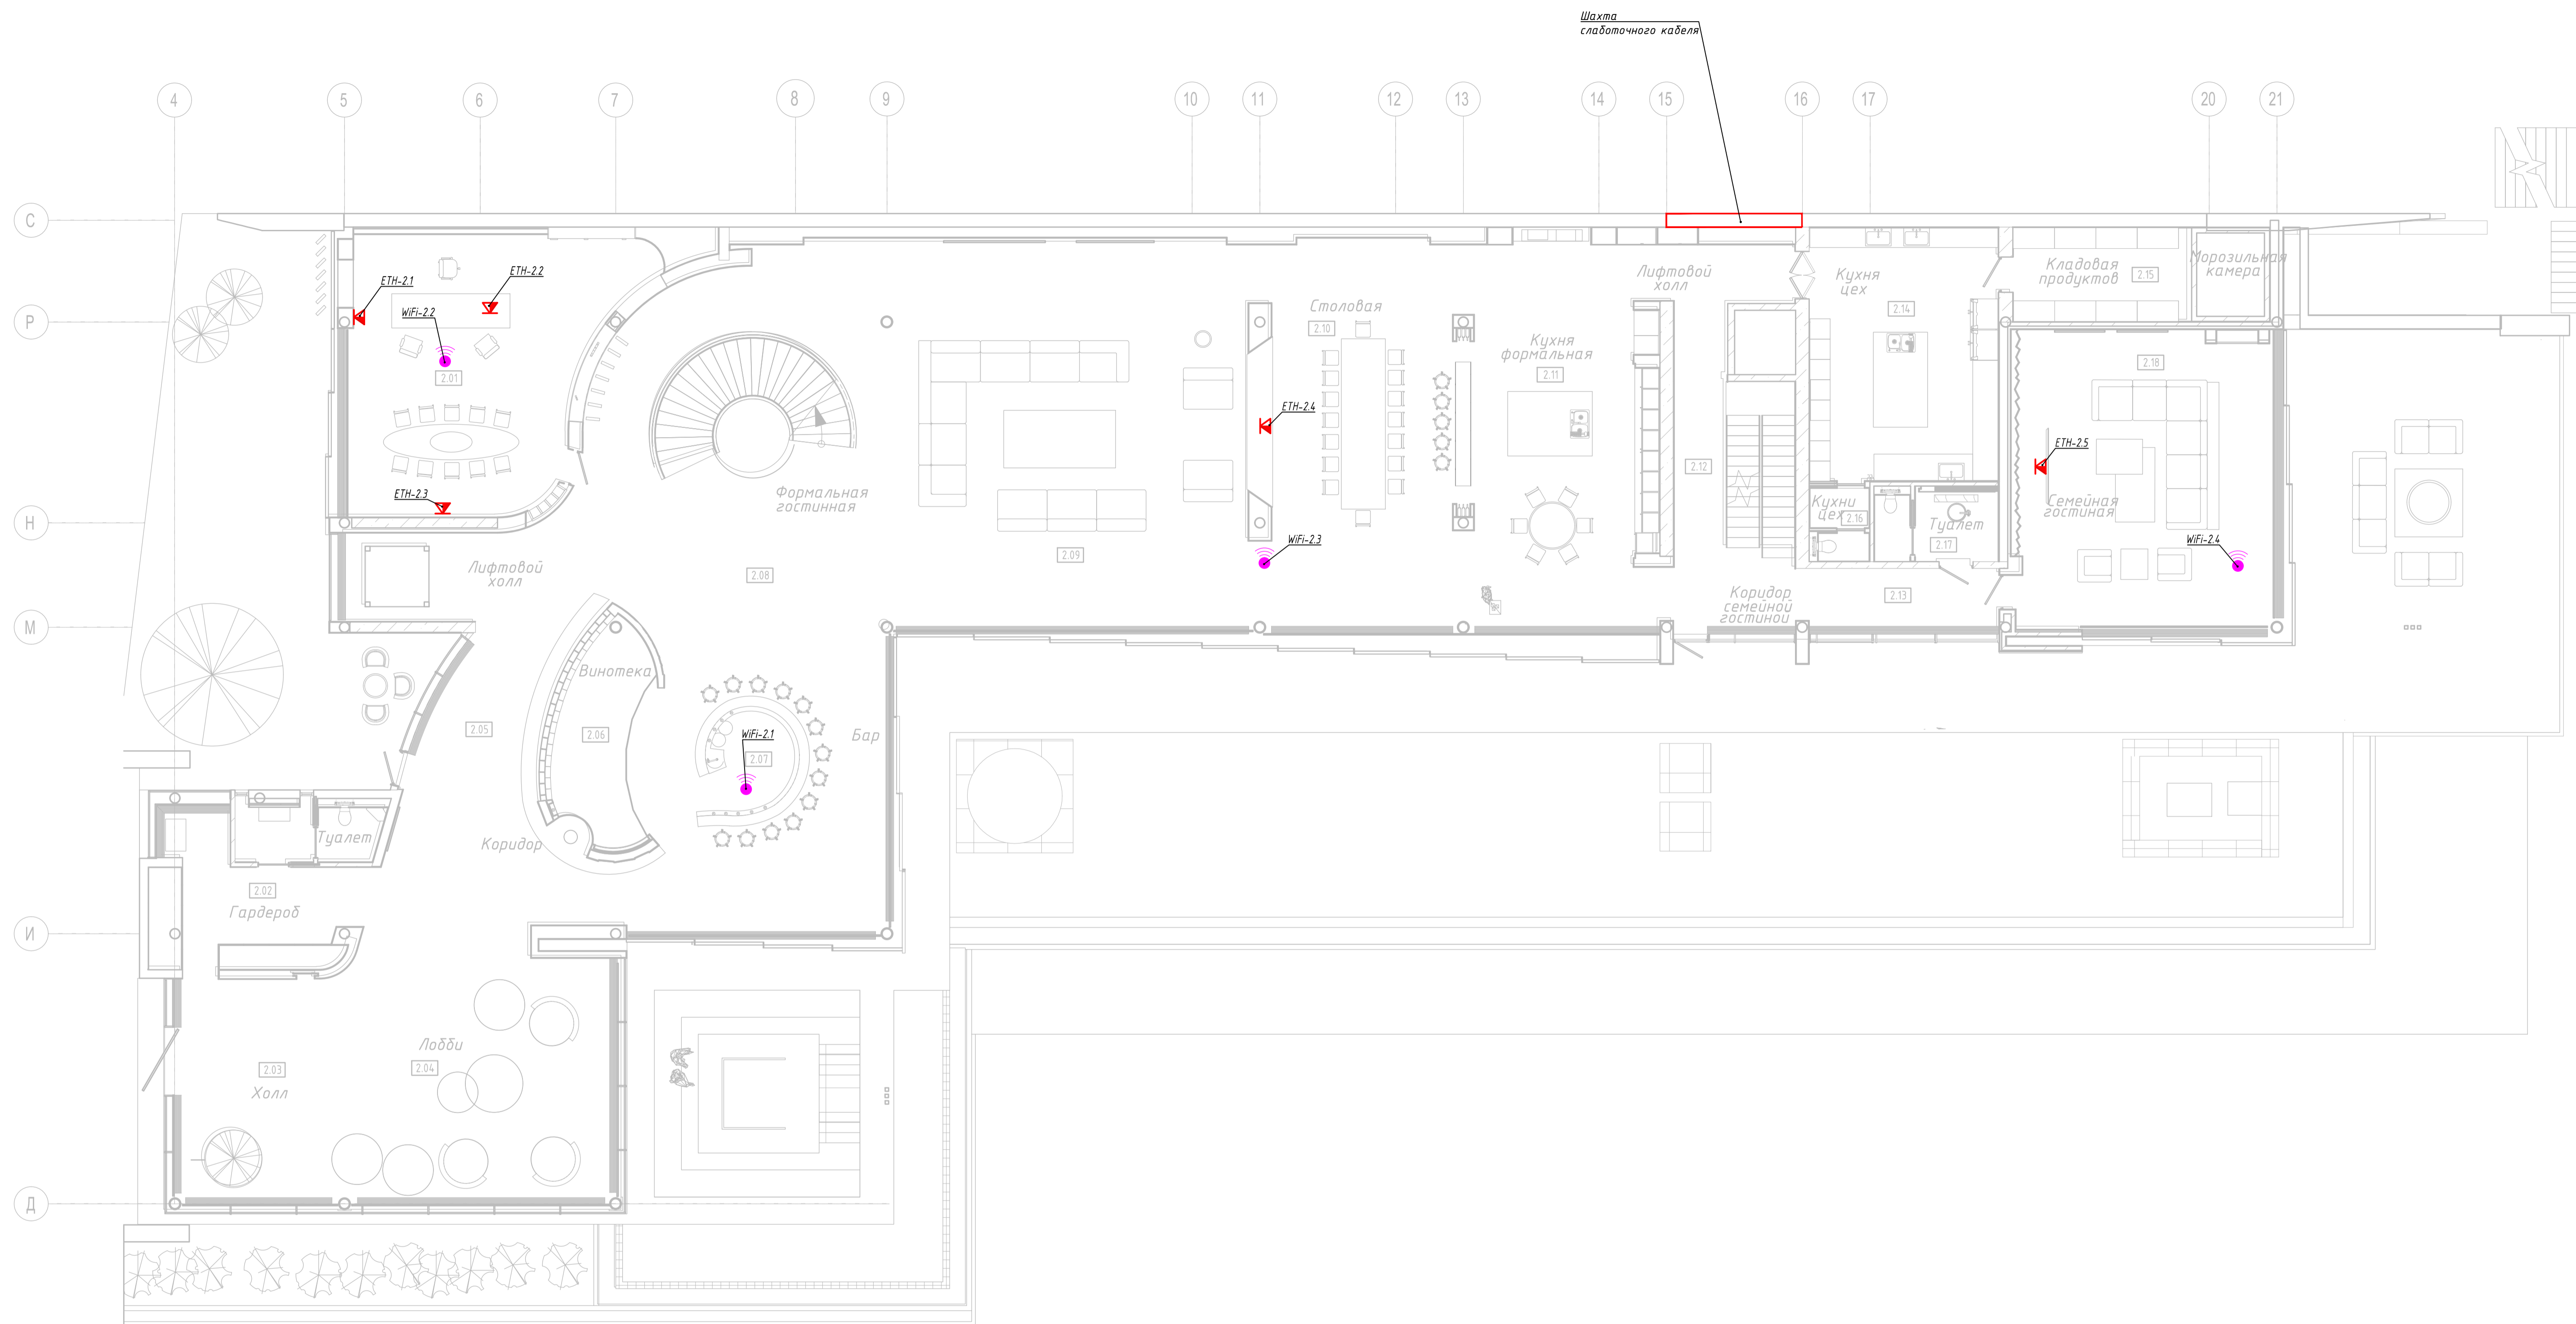 Шахта
слаботочного кабеля
4
5
6
7
8
9
10
11
12
13
14
15
16
17
20
21
С
Р
Н
М
И
Д
ETH-2.1
ETH-2.2
WiFi-2.2
2.01
ETH-2.3
Лифтовой
холл
Формальная
гостинная
2.08
2.09
ETH-2.4
WiFi-2.3
Столовая
2.10
Кухня
формальная
2.11
Лифтовой
холл
2.12
Кухня
цех
2.14
Кладовая
продуктов
2.15
Морозильная
камера
2.18
ETH-2.5
Семейная
гостиная
WiFi-2.4
Кухни
цех
2.16
Туалет
2.17
2.13
Коридор
семейной
гостиной
Винотека
2.05
2.06
WiFi-2.1
2.07
Бар
Туалет
Коридор
2.02
Гардероб
Лобби
2.04
2.03
Холл